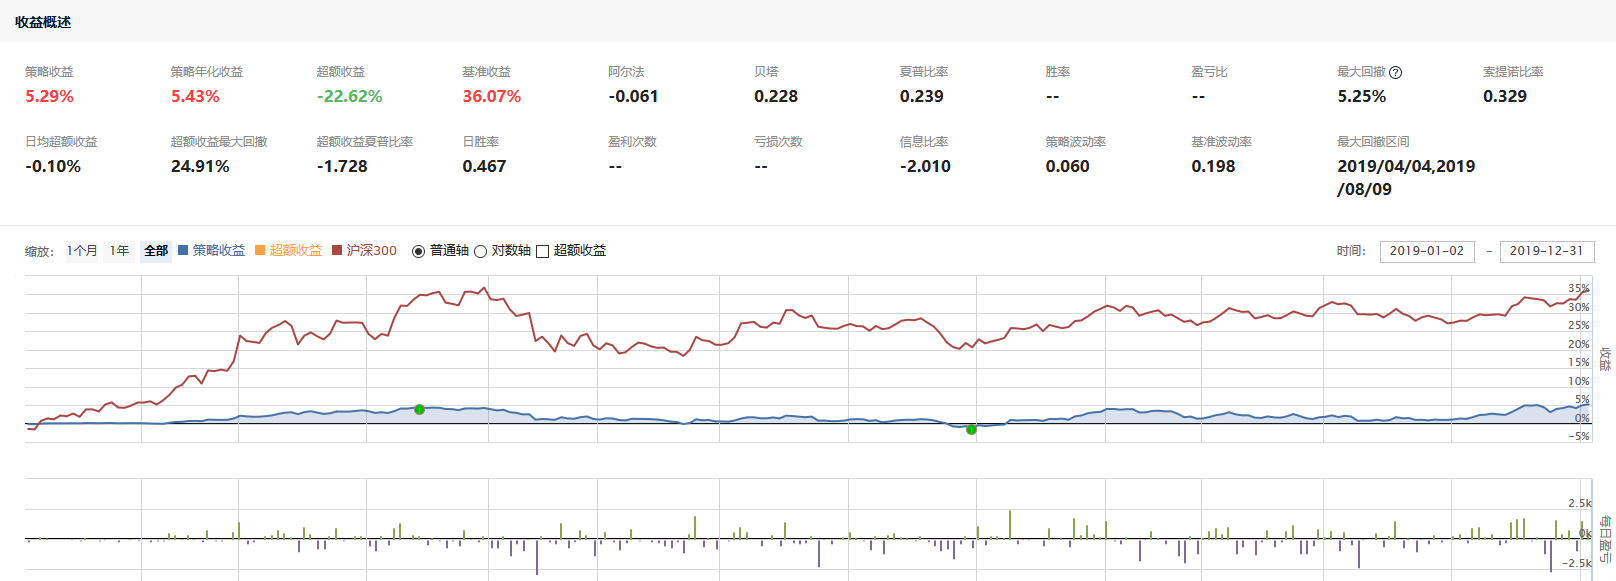 收益概述
策略收益 策略年化收益 超额收益 基准收益 阿尔法 贝塔 夏普比率 胜率 盈亏比 最大回撤 ? 索提诺比率
5.29% 5.43% -22.62% 36.07% -0.061 0.228 0.239 -- -- 5.25% 0.329
日均超额收益 超额收益最大回撤 超额收益夏普比率 日胜率 盈利次数 亏损次数 信息比率 策略波动率 基准波动率 最大回撤区间
-0.10% 24.91% -1.728 0.467 -- -- -2.010 0.060 0.198 2019/04/04,2019
/08/09
缩放: 1个月 1年 全部 策略收益 超额收益 沪深300 普通轴 对数轴 超额收益 时间: 2019-01-02 - 2019-12-31
35%
30%
25%
20%
15%
10%
5%
0%
-5%
收益
2.5k
0k
-2.5k
每日盈亏